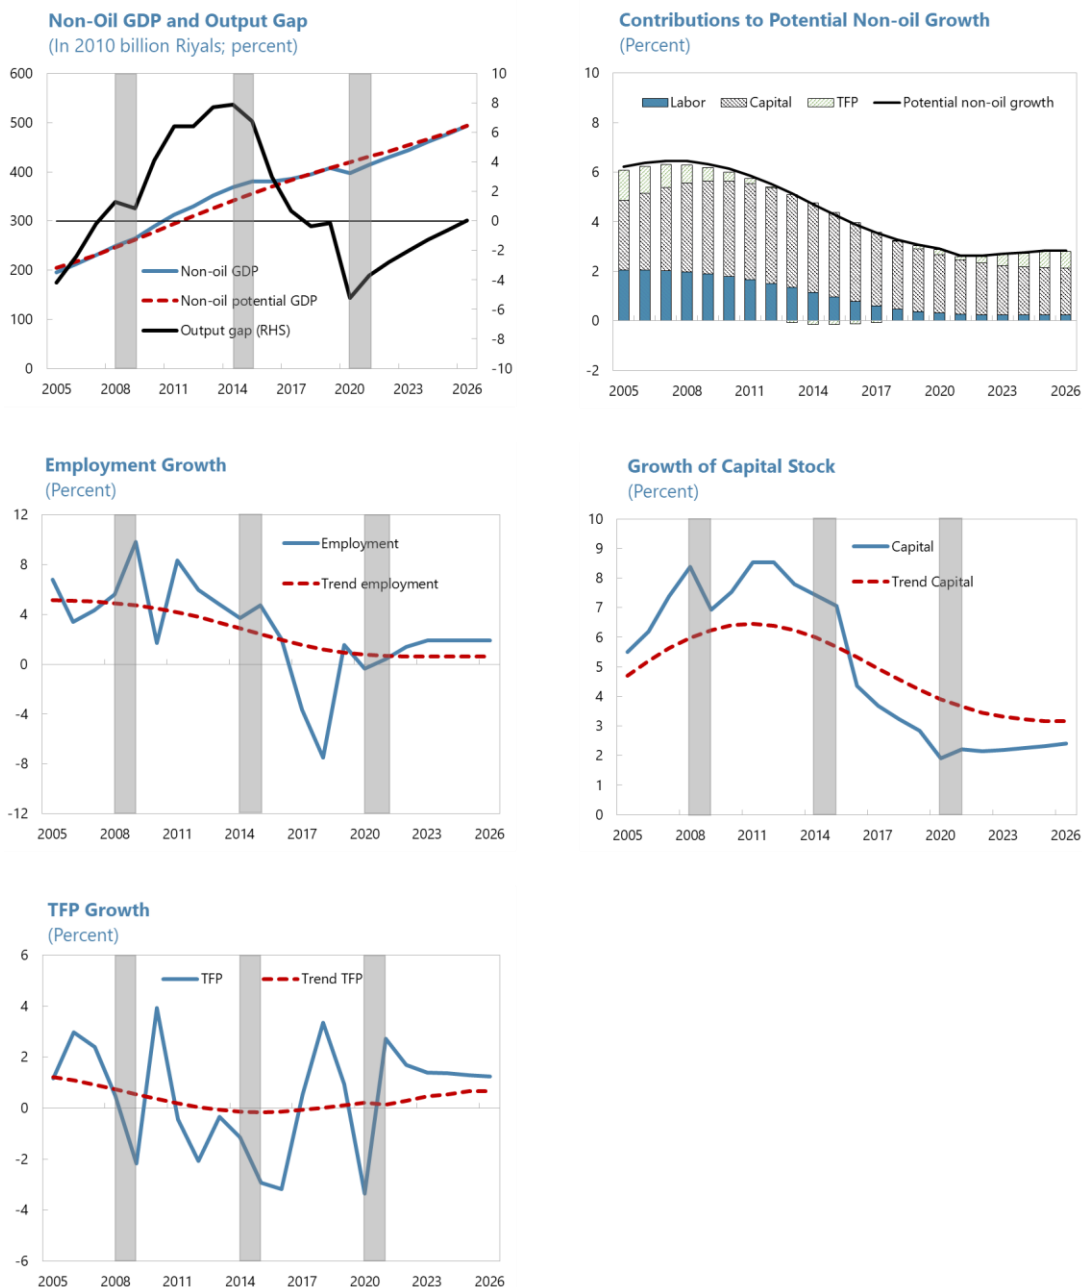 Non-Oil GDP and Output Gap
(In 2010 billion Riyals; percent)
600
500
400
300
200
100
0
10
8
6
4
2
0
-2
-4
-6
-8
-10
Non-oil GDP
Non-oil potential GDP
Output gap (RHS)
2005 2008 2011 2014 2017 2020 2023 2026
Contributions to Potential Non-oil Growth
(Percent)
10
8
6
4
2
0
-2
Labor Capital TFP Potential non-oil growth
2005 2008 2011 2014 2017 2020 2023 2026
Employment Growth
(Percent)
12
8
4
0
-4
-8
-12
Employment
Trend employment
2005 2008 2011 2014 2017 2020 2023 2026
Growth of Capital Stock
(Percent)
10
9
8
7
6
5
4
3
2
1
0
Capital
Trend Capital
2005 2008 2011 2014 2017 2020 2023 2026
TFP Growth
(Percent)
6
4
2
0
-2
-4
-6
TFP Trend TFP
2005 2008 2011 2014 2017 2020 2023 2026